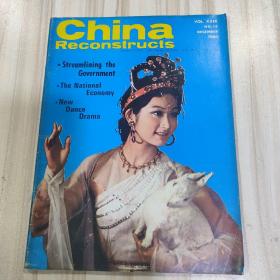 China
Reconstructs
VOL. XXIX
NO. 12
DECEMBER
1980
• Streamlining the
Government
• The National
Economy
• New
Dance
Drama